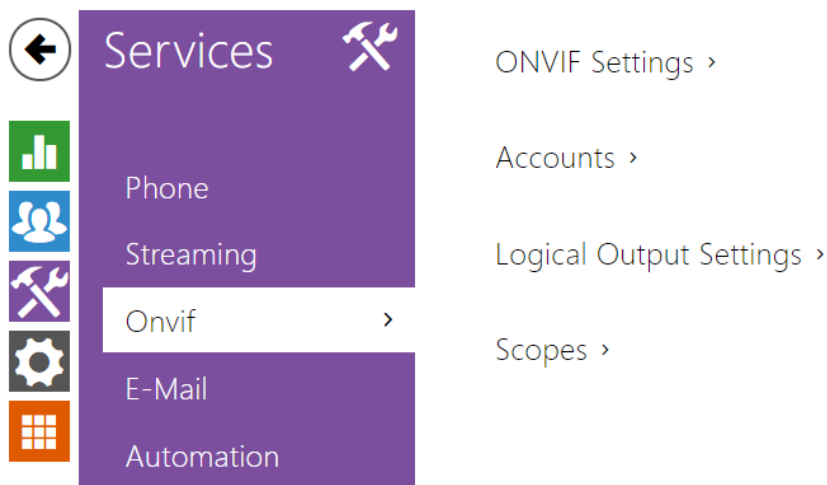 Services
Phone
Streaming
Onvif
E-Mail
Automation
ONVIF Settings
Accounts
Logical Output Settings
Scopes